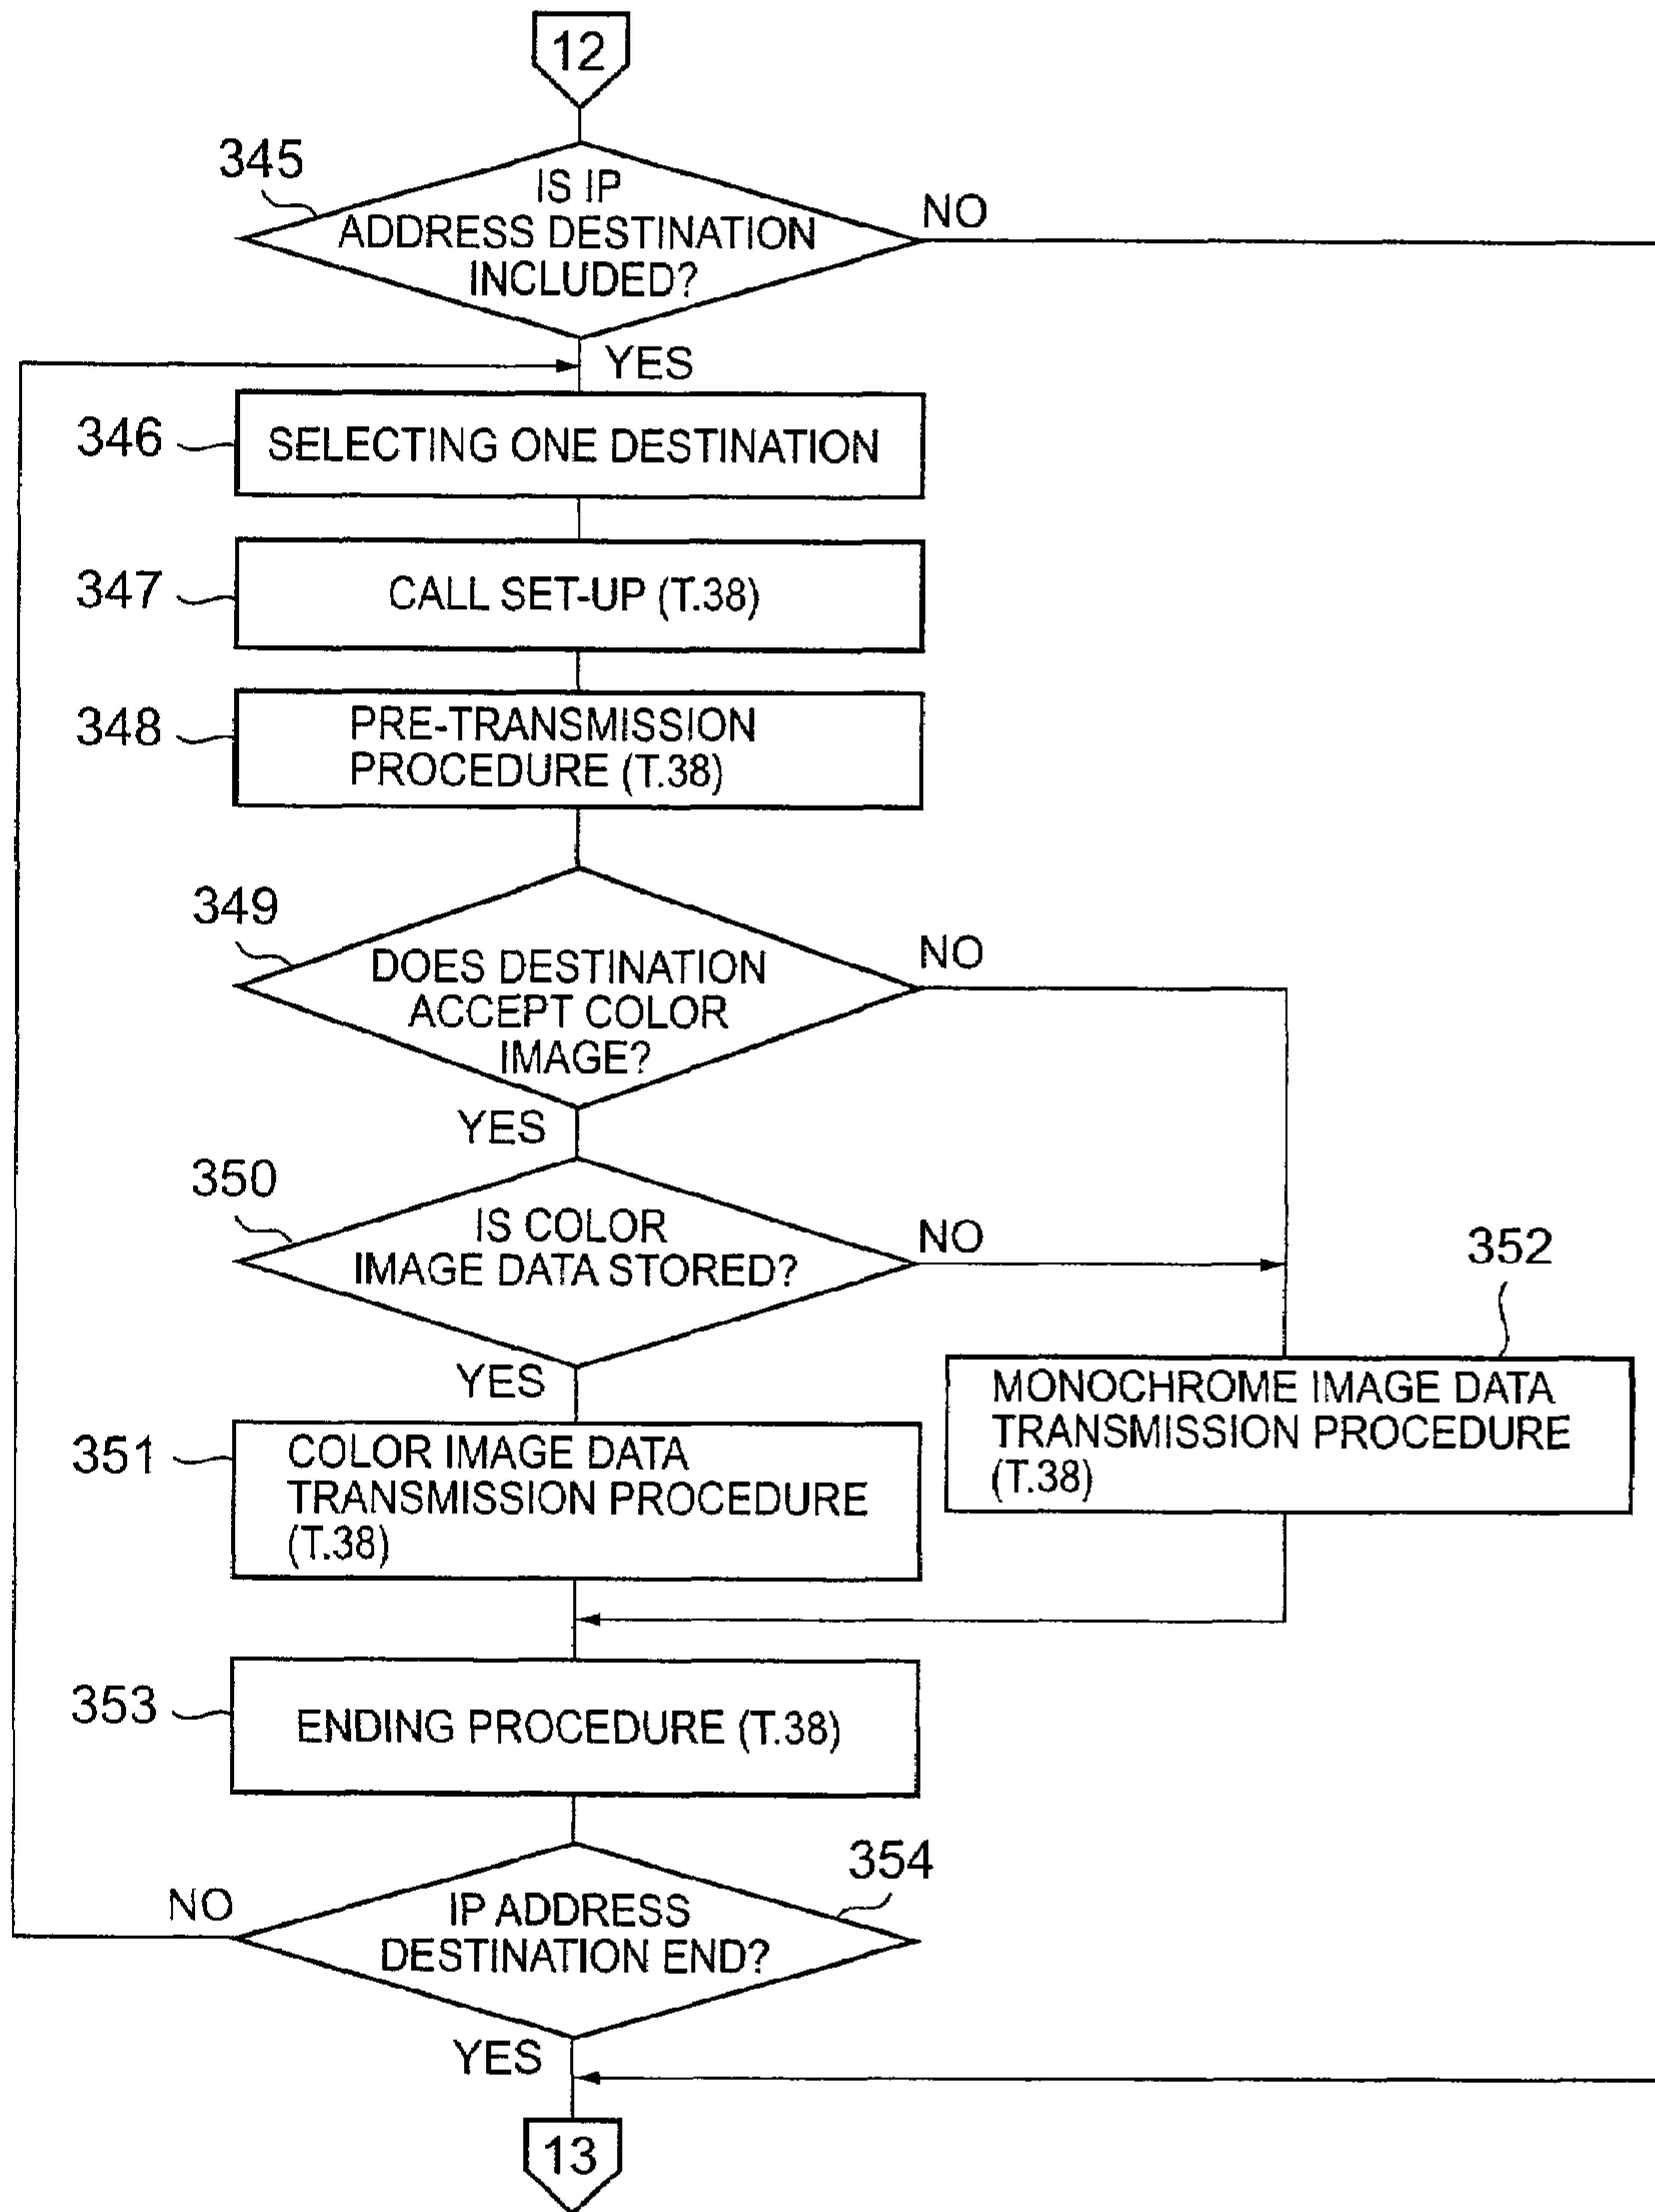 12
345
IS IP
ADDRESS DESTINATION
INCLUDED?
NO
YES
346
SELECTING ONE DESTINATION
347
CALL SET-UP (T.38)
348
PRE-TRANSMISSION
PROCEDURE (T.38)
349
DOES DESTINATION
ACCEPT COLOR
IMAGE?
NO
YES
350
IS COLOR
IMAGE DATA STORED?
NO
YES
352
MONOCHROME IMAGE DATA
TRANSMISSION PROCEDURE
(T.38)
351
COLOR IMAGE DATA
TRANSMISSION PROCEDURE
(T.38)
353
ENDING PROCEDURE (T.38)
354
IP ADDRESS
DESTINATION END?
NO
YES
13